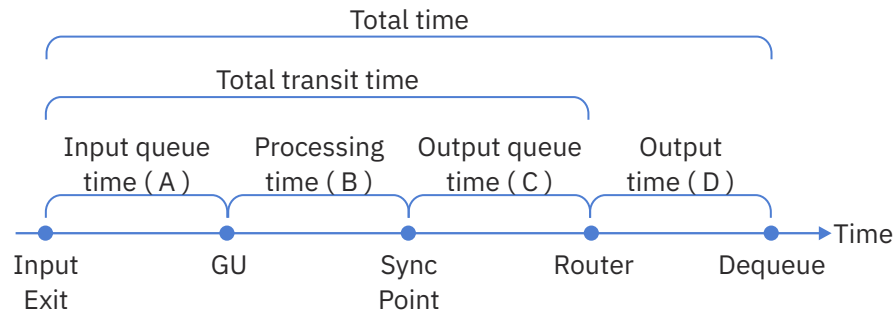 Total time
Total transit time
Input queue
time ( A )
Processing
time ( B )
Output queue
time ( C )
Output
time ( D )
Time
Input
Exit
GU
Sync
Point
Router
Dequeue